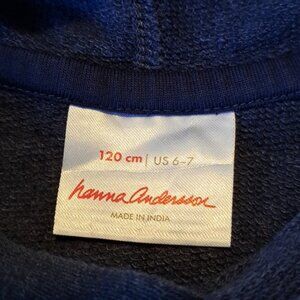 120 cm | US 6-7
hanna andersson
MADE IN INDIA